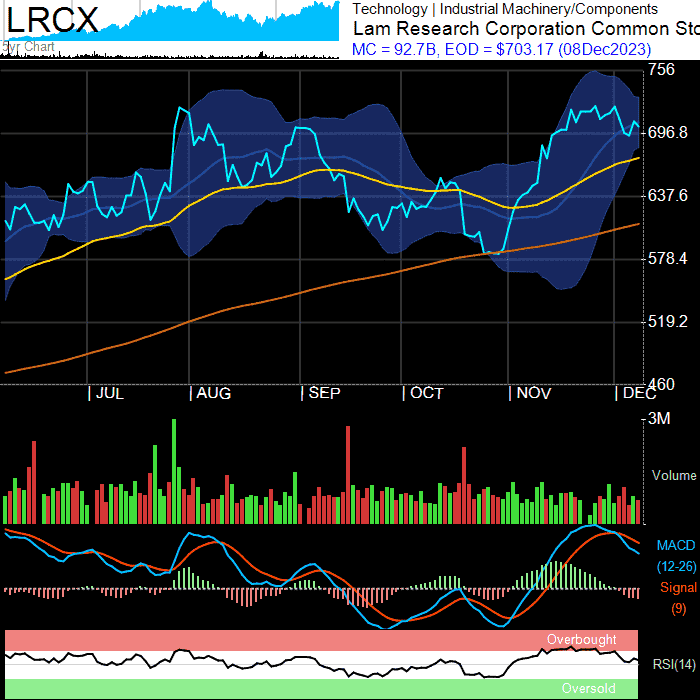 LRCX
5yr Chart
Technology | Industrial Machinery/Components
Lam Research Corporation Common Sto
MC = 92.7B, EOD = $703.17 (08Dec2023)
756
696.8
637.6
578.4
519.2
460
| JUL | AUG | SEP | OCT | NOV | DEC
3M
Volume
MACD
(12-26)
Signal
(9)
Overbought
RSI(14)
Oversold